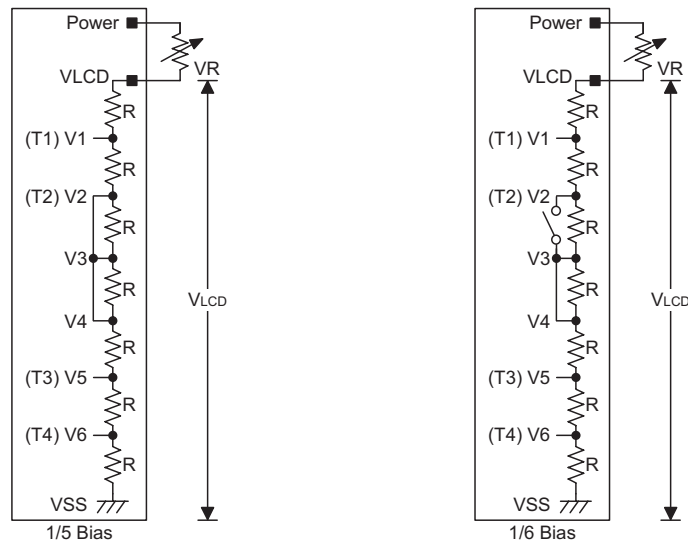 Power
VR
VLCD
R
(T1) V1
R
(T2) V2
R
V3
R
V4
R
(T3) V5
R
(T4) V6
R
VSS
VLCD
1/5 Bias
Power
VR
VLCD
R
(T1) V1
R
(T2) V2
R
V3
R
V4
R
(T3) V5
R
(T4) V6
R
VSS
VLCD
1/6 Bias